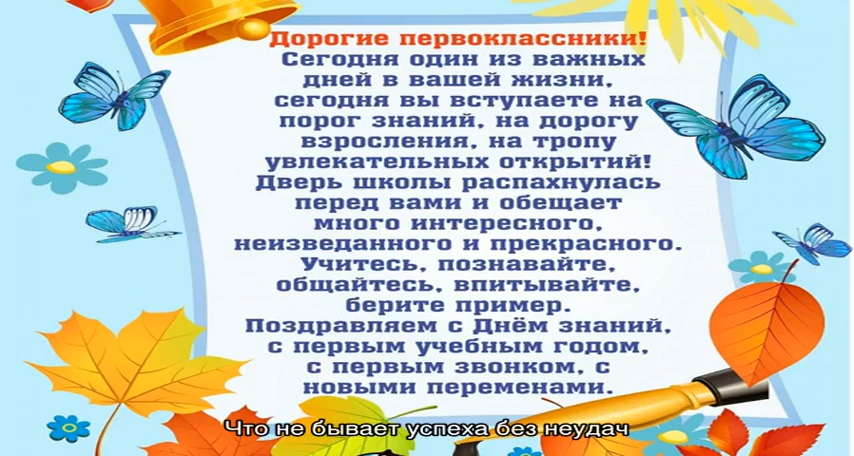 Дорогие первоклассники!
Сегодня один из важных
дней в вашей жизни,
сегодня вы вступаете на
порог знаний, на дорогу
взросления, на тропу
увлекательных открытий!
Дверь школы распахнулась
перед вами и обещает
много интересного,
неизведанного и прекрасного.
Учитесь, познавайте,
общайтесь, впитывайте,
берите пример.
Поздравляем с Днём знаний,
с первым учебным годом,
с первым звонком, с
новыми переменами.
Что не бывает успеха без неудач